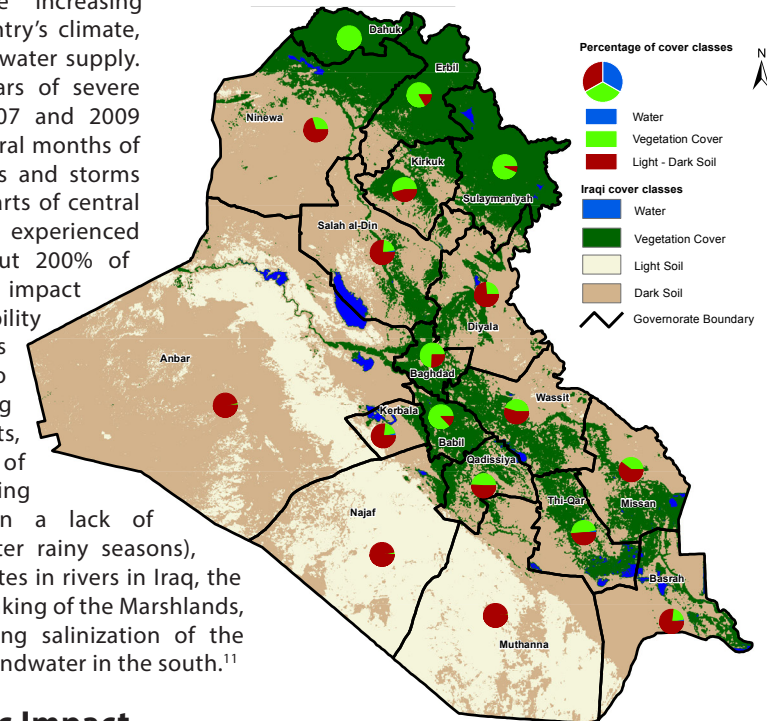 increasing
ntry's climate,
water supply.
ars of severe
07 and 2009
eral months of
s and storms
arts of central
experienced
ut 200% of
impact
bility
s
o
ng
ts,
of
ing
n a lack of
ter rainy seasons),
tes in rivers in Iraq, the
king of the Marshlands,
ng salinization of the
undwater in the south.¹¹
c Impact
Dahuk
Erbil
Ninewa
Kirkuk
Sulaymaniyah
Salah al-Din
Diyala
Anbar
Baghdad
Kerbala
Wassit
Babil
Qadissiya
Najaf
Thi-Qar
Missan
Basrah
Muthanna
Percentage of cover classes
Water
Vegetation Cover
Light - Dark Soil
Iraqi cover classes
Water
Vegetation Cover
Light Soil
Dark Soil
Governorate Boundary
N